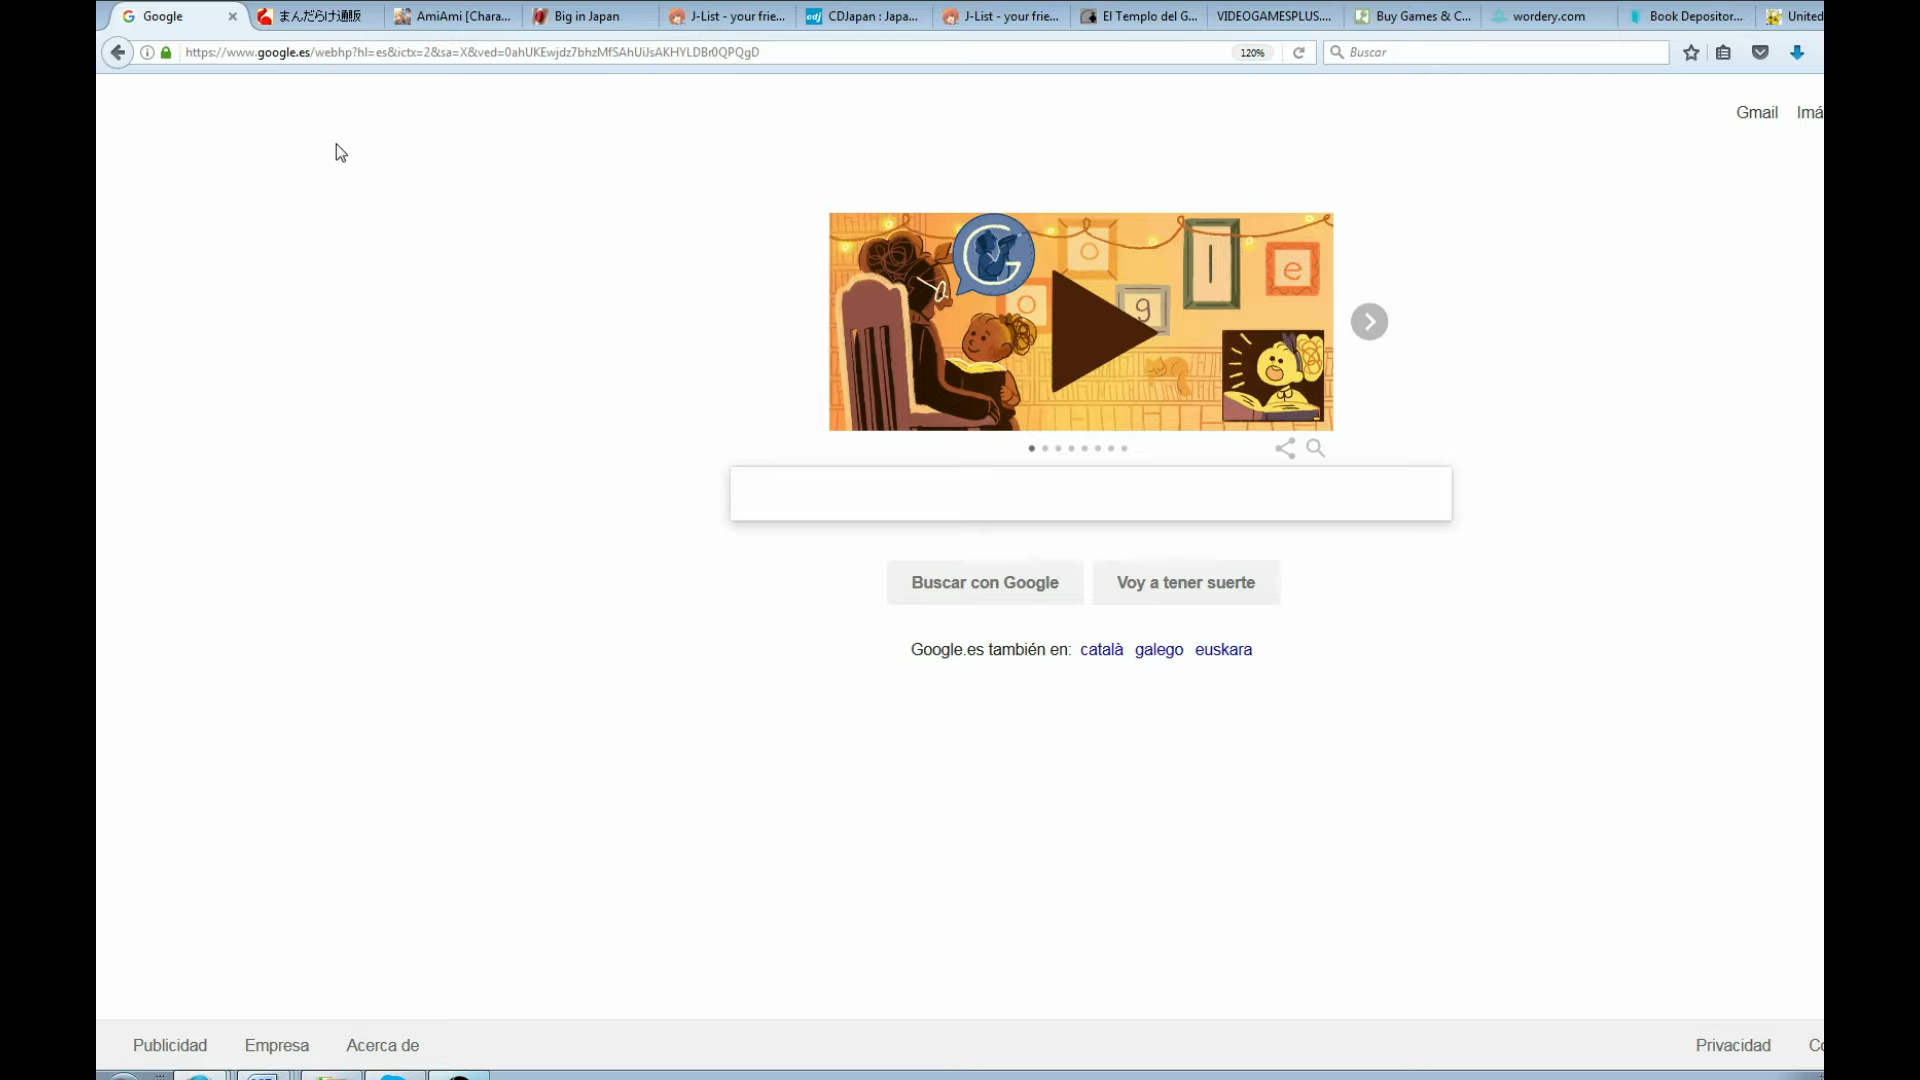 Google
まんだらけ通販
AmiAmi [Chara...
Big in Japan
J-List - your frie...
CDJapan : Japa...
J-List - your frie...
El Templo del G...
VIDEOGAMESPLUS....
Buy Games & C...
wordery.com
Book Depositor...
United
https://www.google.es/webhp?hl=es&ictx=2&sa=X&ved=0ahUKEwjdz7bhzMfSAhUiJsAKHYLDBr0QPQgD
120%
Buscar
Gmail Imá
G o o g l e
Buscar con Google
Voy a tener suerte
Google.es también en: català galego euskara
Publicidad Empresa Acerca de
Privacidad Co